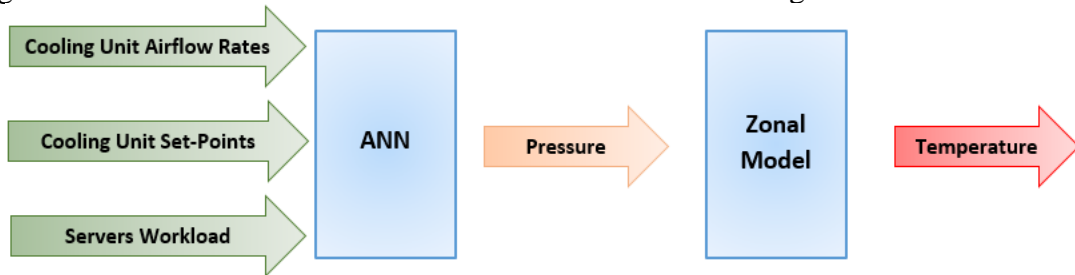 Cooling Unit Airflow Rates
Cooling Unit Set-Points
Servers Workload
ANN
Pressure
Zonal
Model
Temperature